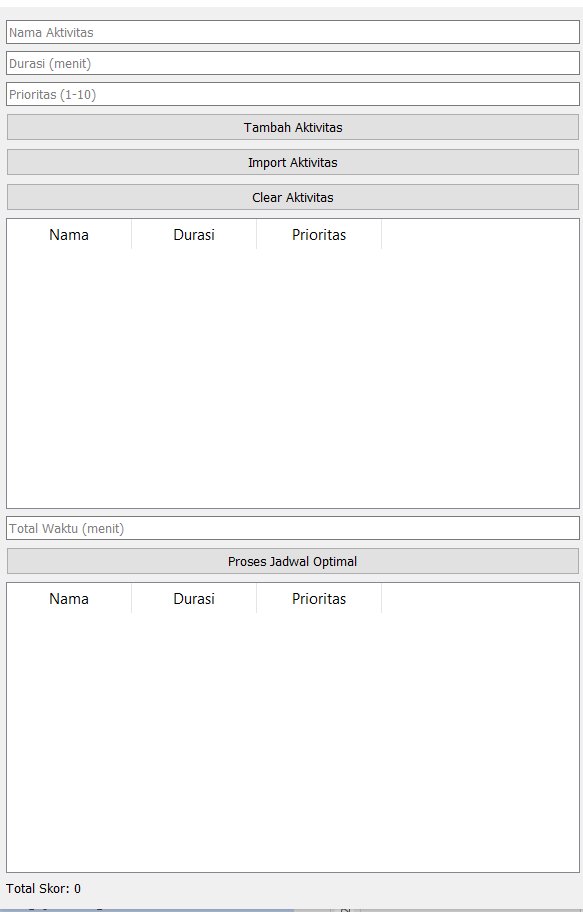 Nama Aktivitas
Durasi (menit)
Prioritas (1-10)
Tambah Aktivitas
Import Aktivitas
Clear Aktivitas
Nama Durasi Prioritas
Total Waktu (menit)
Proses Jadwal Optimal
Nama Durasi Prioritas
Total Skor: 0